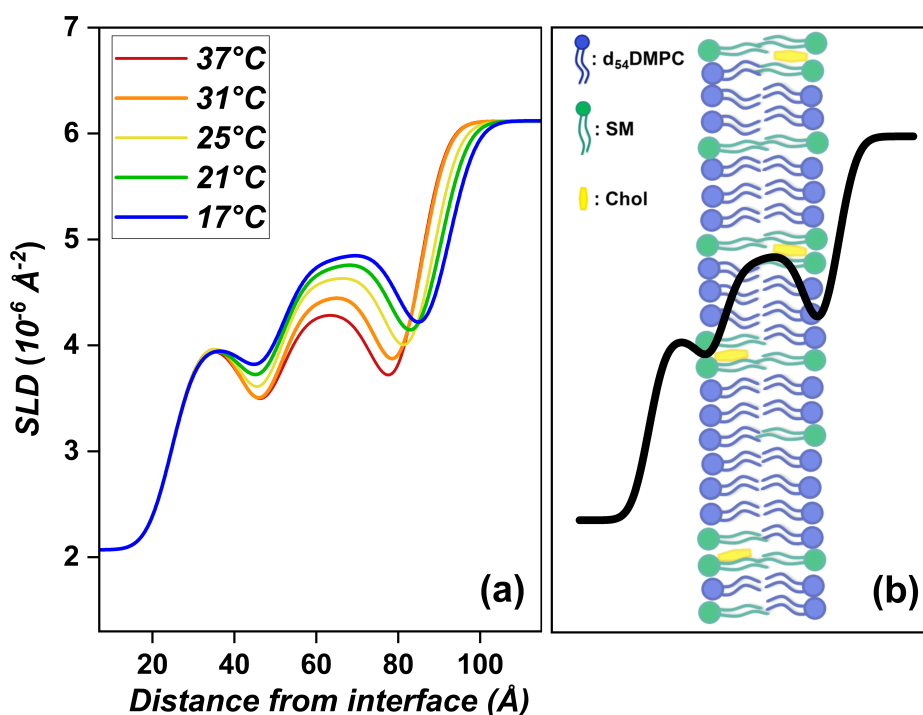 7
6
5
4
3
2
SLD (10⁻⁶ Å⁻²)
37°C
31°C
25°C
21°C
17°C
(a)
20
40
60
80
100
Distance from interface (Å)
: d₅₄DMPC
: SM
: Chol
(b)